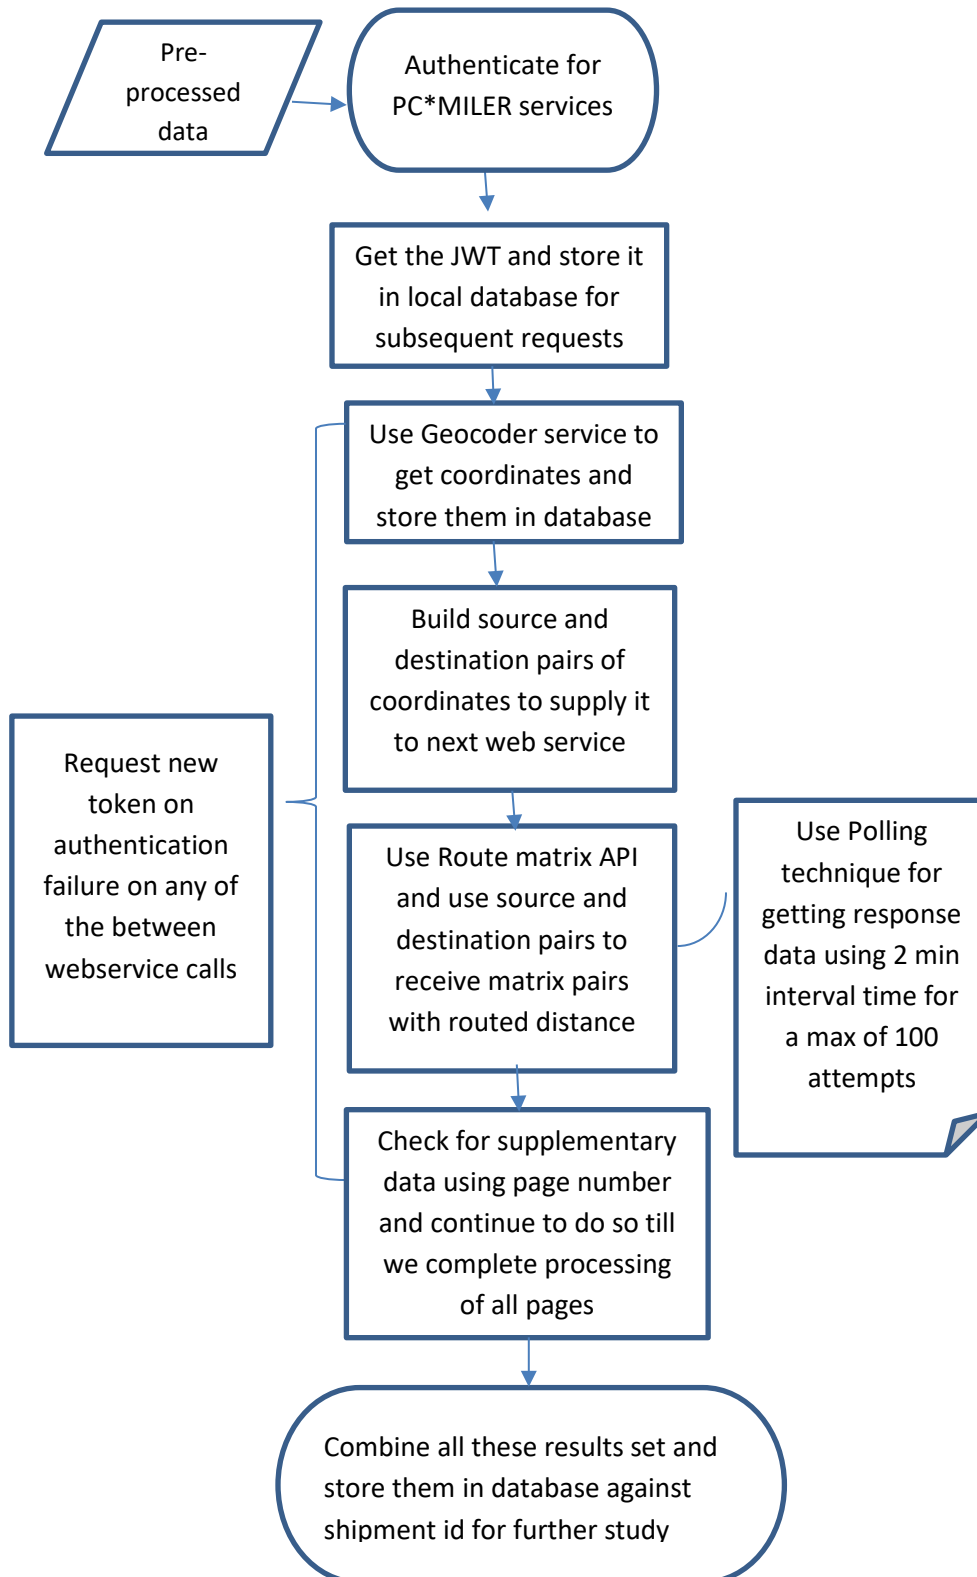 Pre-
processed
data
Authenticate for
PC*MILER services
Get the JWT and store it
in local database for
subsequent requests
Use Geocoder service to
get coordinates and
store them in database
Build source and
destination pairs of
coordinates to supply it
to next web service
Request new
token on
authentication
failure on any of
the between
webservice calls
Use Route matrix API
and use source and
destination pairs to
receive matrix pairs
with routed distance
Use Polling
technique for
getting response
data using 2 min
interval time for
a max of 100
attempts
Check for supplementary
data using page number
and continue to do so till
we complete processing
of all pages
Combine all these results set and
store them in database against
shipment id for further study